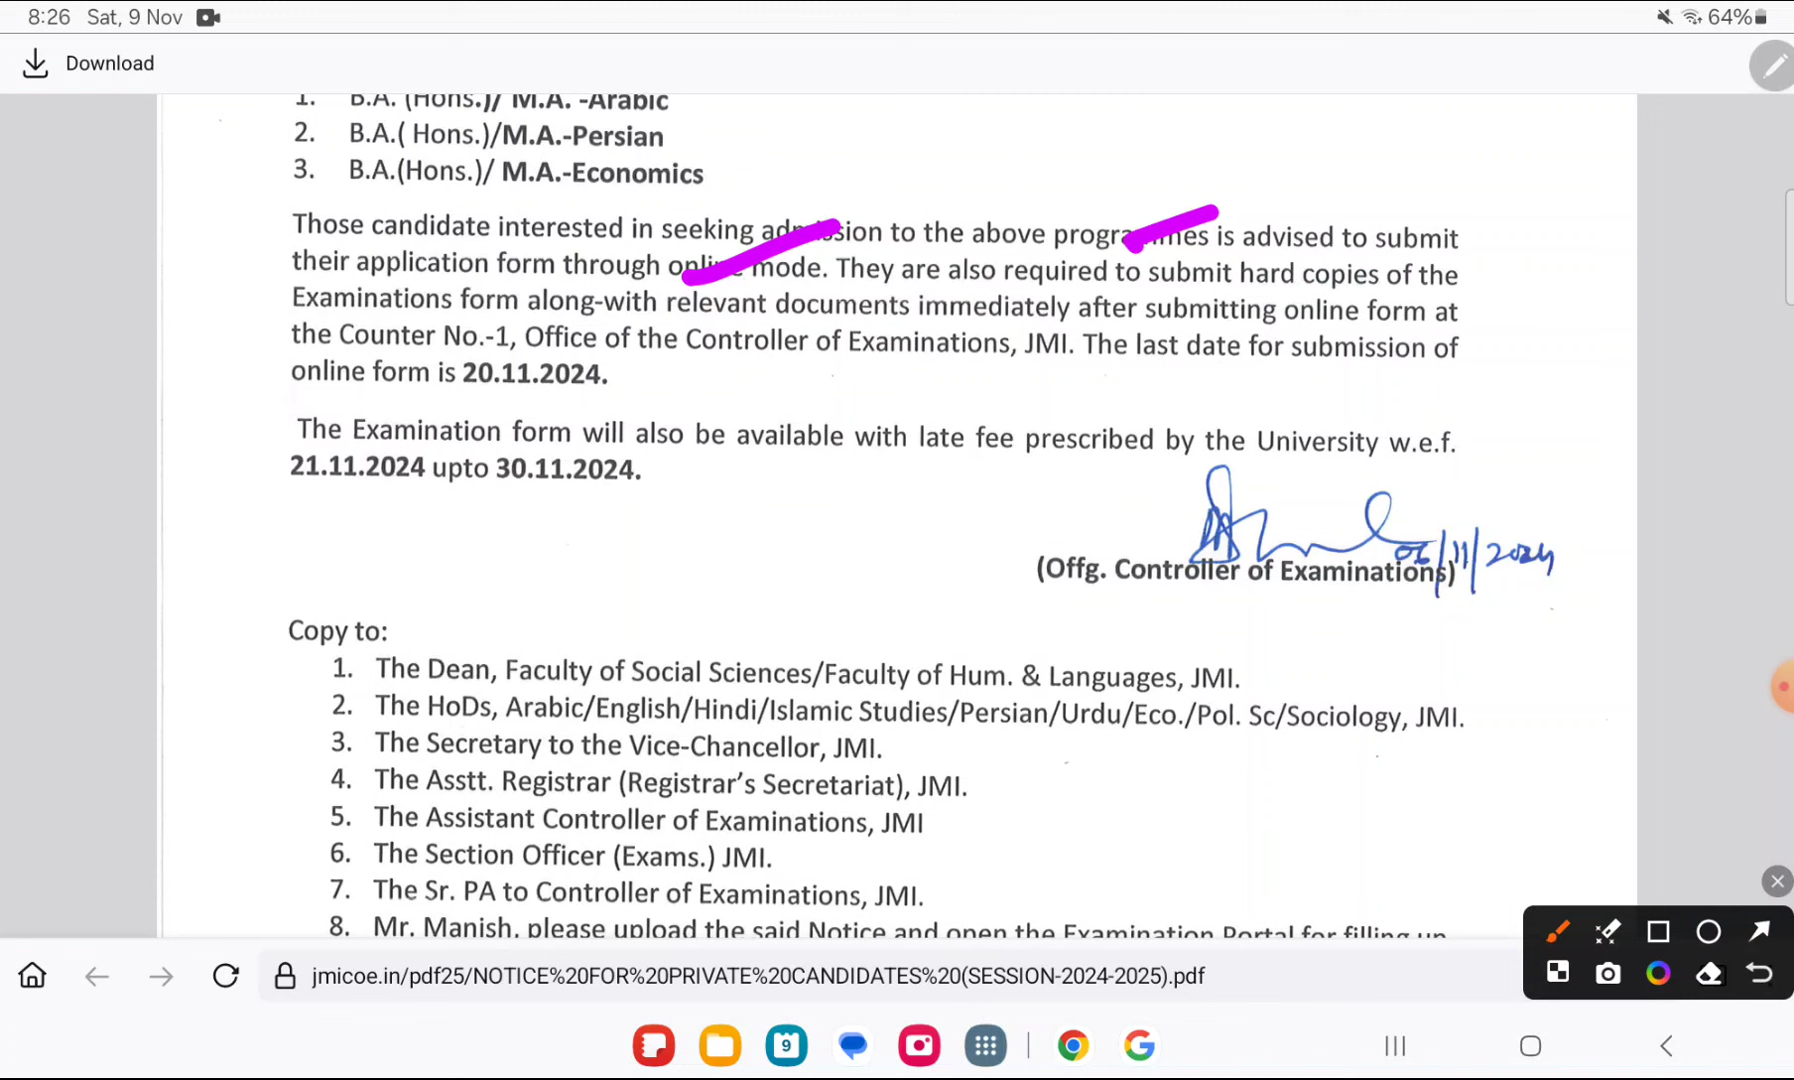 8:26 Sat, 9 Nov 64%
Download
1. B.A. (Hons.)/ M.A. -Arabic
2. B.A.( Hons.)/M.A.-Persian
3. B.A.(Hons.)/ M.A.-Economics
Those candidate interested in seeking admission to the above programmes is advised to submit
their application form through online mode. They are also required to submit hard copies of the
Examinations form along-with relevant documents immediately after submitting online form at
the Counter No.-1, Office of the Controller of Examinations, JMI. The last date for submission of
online form is 20.11.2024.
The Examination form will also be available with late fee prescribed by the University w.e.f.
21.11.2024 upto 30.11.2024.
06/11/2024
(Offg. Controller of Examinations)
Copy to:
1. The Dean, Faculty of Social Sciences/Faculty of Hum. & Languages, JMI.
2. The HoDs, Arabic/English/Hindi/Islamic Studies/Persian/Urdu/Eco./Pol. Sc/Sociology, JMI.
3. The Secretary to the Vice-Chancellor, JMI.
4. The Asstt. Registrar (Registrar's Secretariat), JMI.
5. The Assistant Controller of Examinations, JMI
6. The Section Officer (Exams.) JMI.
7. The Sr. PA to Controller of Examinations, JMI.
8. Mr. Manish, please upload the said Notice and open the Examination Portal for filling up
jmicoe.in/pdf25/NOTICE%20FOR%20PRIVATE%20CANDIDATES%20(SESSION-2024-2025).pdf
9